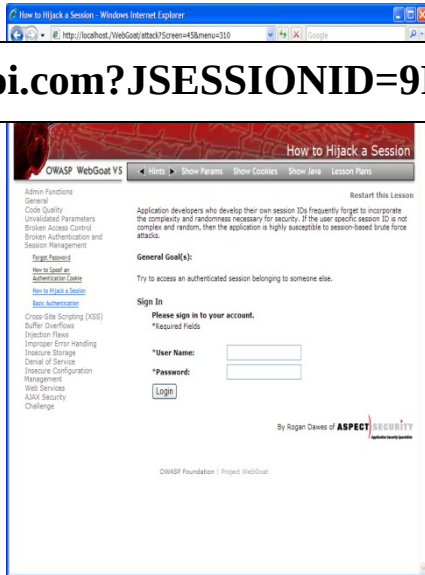 How to Hijack a Session - Windows Internet Explorer
http://localhost./WebGoat/attack?Screen=45&menu=310
Google
pi.com?JSESSIONID=9
How to Hijack a Session
OWASP WebGoat V5
Hints Show Params Show Cookies Show Java Lesson Plans
Admin Functions
General
Code Quality
Unvalidated Parameters
Broken Access Control
Broken Authentication and
Session Management
Forgot Password
How to Spoof an
Authentication Cookie
How to Hijack a Session
Basic Authentication
Cross-Site Scripting (XSS)
Buffer Overflows
Injection Flaws
Improper Error Handling
Insecure Storage
Denial of Service
Insecure Configuration
Management
Web Services
AJAX Security
Challenge
Restart this Lesson
Application developers who develop their own session IDs frequently forget to incorporate
the complexity and randomness necessary for security. If the user specific session ID is not
complex and random, then the application is highly susceptible to session-based brute force
attacks.
General Goal(s):
Try to access an authenticated session belonging to someone else.
Sign In
Please sign in to your account.
*Required Fields
*User Name:
*Password:
Login
By Rogan Dawes of ASPECT SECURITY
Application Security Specialists
OWASP Foundation | Project WebGoat